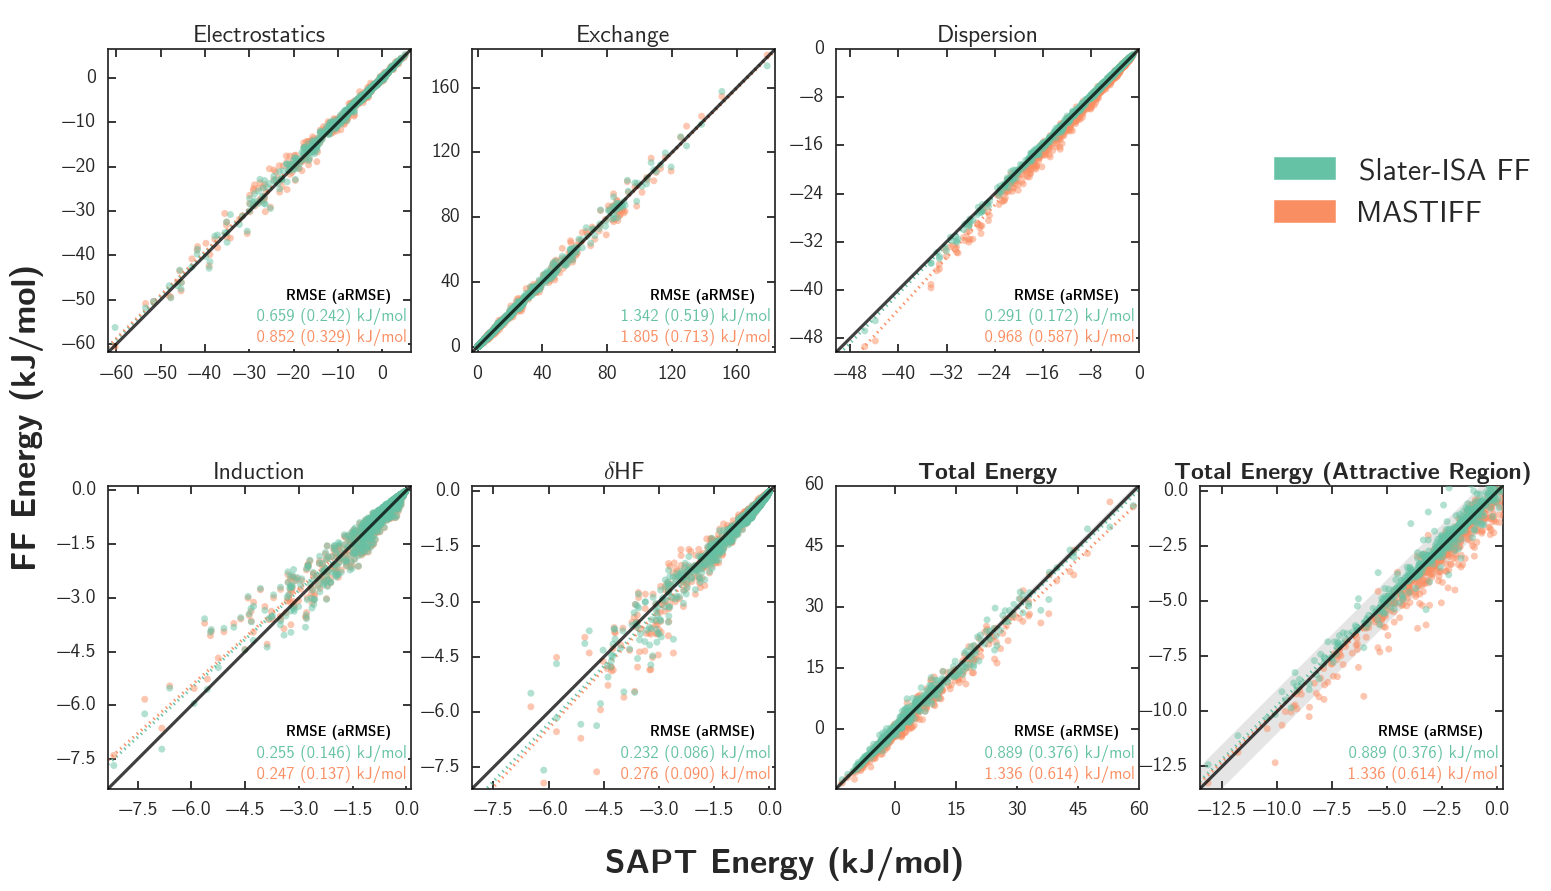 Electrostatics
0
−10
−20
−30
−40
−50
−60
−60 −50 −40 −30 −20 −10 0
RMSE (aRMSE)
0.659 (0.242) kJ/mol
0.852 (0.329) kJ/mol
Exchange
160
120
80
40
0
0 40 80 120 160
RMSE (aRMSE)
1.342 (0.519) kJ/mol
1.805 (0.713) kJ/mol
Dispersion
0
−8
−16
−24
−32
−40
−48
−48 −40 −32 −24 −16 −8 0
RMSE (aRMSE)
0.291 (0.172) kJ/mol
0.968 (0.587) kJ/mol
Slater-ISA FF
MASTIFF
FF Energy (kJ/mol)
Induction
0.0
−1.5
−3.0
−4.5
−6.0
−7.5
−7.5 −6.0 −4.5 −3.0 −1.5 0.0
RMSE (aRMSE)
0.255 (0.146) kJ/mol
0.247 (0.137) kJ/mol
δHF
0.0
−1.5
−3.0
−4.5
−6.0
−7.5
−7.5 −6.0 −4.5 −3.0 −1.5 0.0
RMSE (aRMSE)
0.232 (0.086) kJ/mol
0.276 (0.090) kJ/mol
Total Energy
60
45
30
15
0
0 15 30 45 60
RMSE (aRMSE)
0.889 (0.376) kJ/mol
1.336 (0.614) kJ/mol
Total Energy (Attractive Region)
0.0
−2.5
−5.0
−7.5
−10.0
−12.5
−12.5 −10.0 −7.5 −5.0 −2.5 0.0
RMSE (aRMSE)
0.889 (0.376) kJ/mol
1.336 (0.614) kJ/mol
SAPT Energy (kJ/mol)